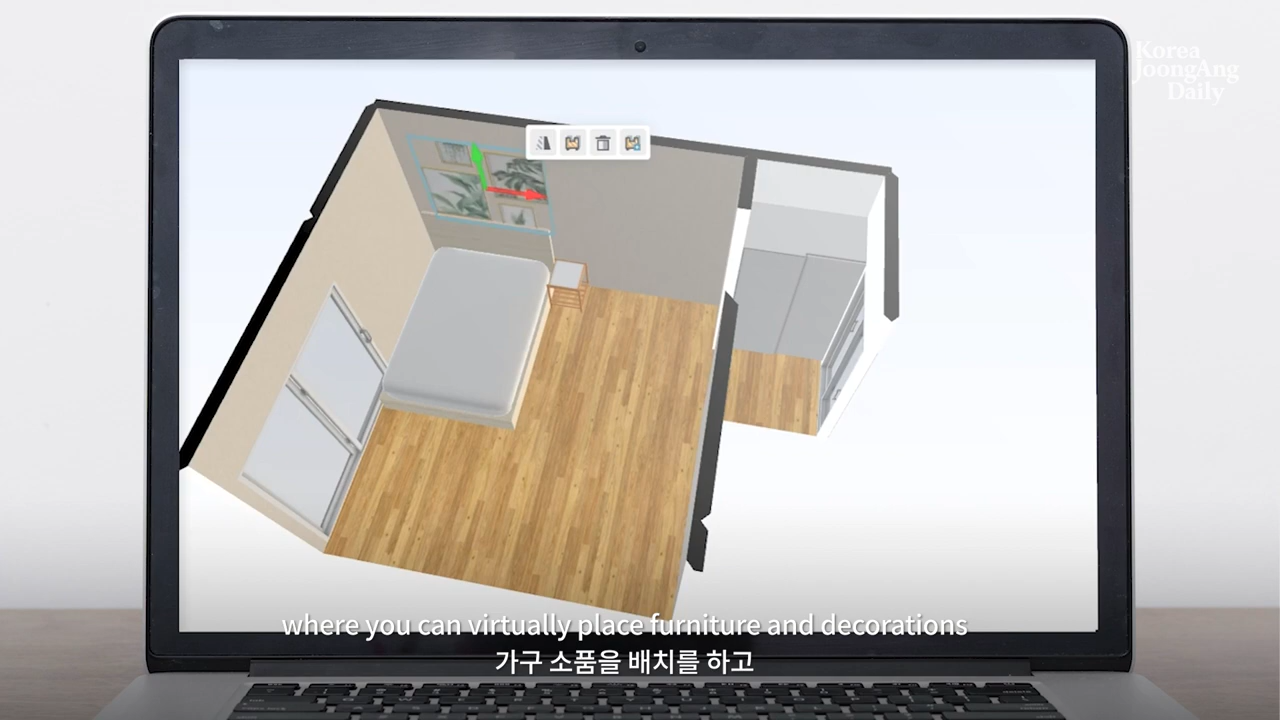 Korea
JoongAng
Daily
where you can virtually place furniture and decorations
가구 소품을 배치를 하고